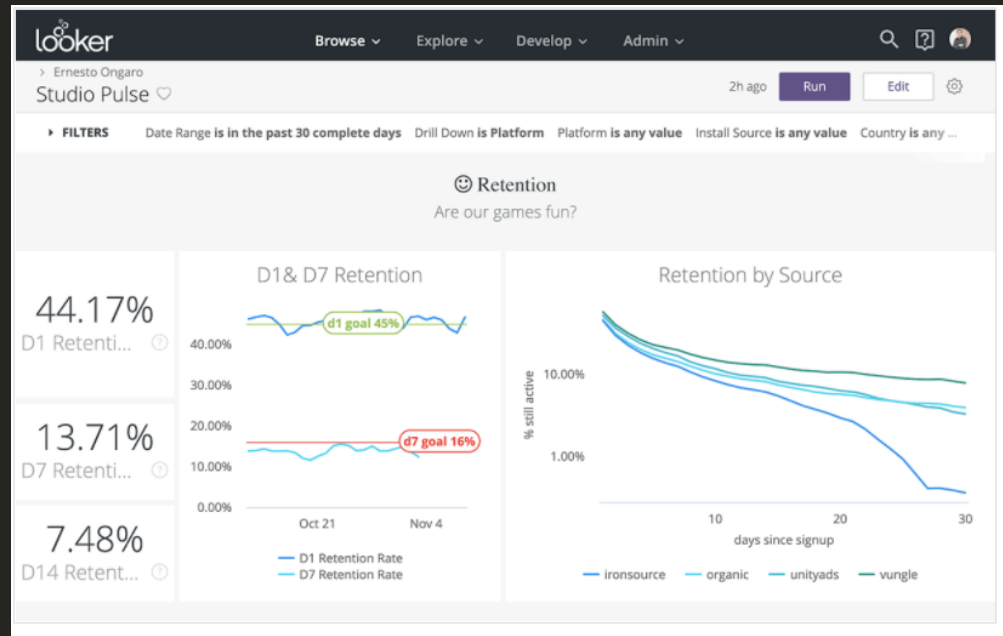 looker
Browse Explore Develop Admin
> Ernesto Ongaro
Studio Pulse
2h ago Run Edit
FILTERS Date Range is in the past 30 complete days Drill Down is Platform Platform is any value Install Source is any value Country is any ...
Retention
Are our games fun?
44.17%
D1 Retenti...
13.71%
D7 Retenti...
7.48%
D14 Retent...
D1& D7 Retention
d1 goal 45%
40.00%
30.00%
20.00%
d7 goal 16%
10.00%
0.00%
Oct 21 Nov 4
D1 Retention Rate
D7 Retention Rate
Retention by Source
% still active
10.00%
1.00%
10 20 30
days since signup
ironsource organic unityads vungle